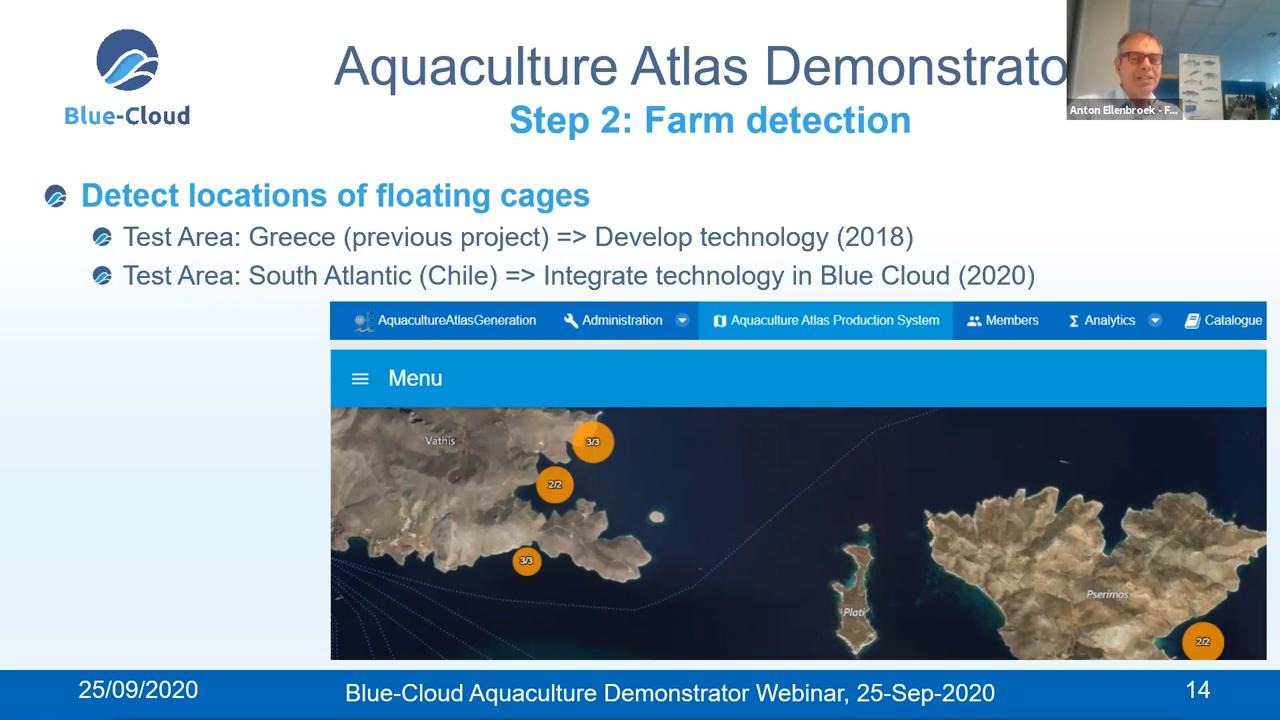 Blue-Cloud
Aquaculture Atlas Demonstrato
Step 2: Farm detection
Anton Ellenbroek - F...
Detect locations of floating cages
Test Area: Greece (previous project) => Develop technology (2018)
Test Area: South Atlantic (Chile) => Integrate technology in Blue Cloud (2020)
AquacultureAtlasGeneration Administration Aquaculture Atlas Production System Members Analytics Catalogue
Menu
Vathis
3/3
2/2
3/3
Plati
Pserimos
2/2
25/09/2020 Blue-Cloud Aquaculture Demonstrator Webinar, 25-Sep-2020 14